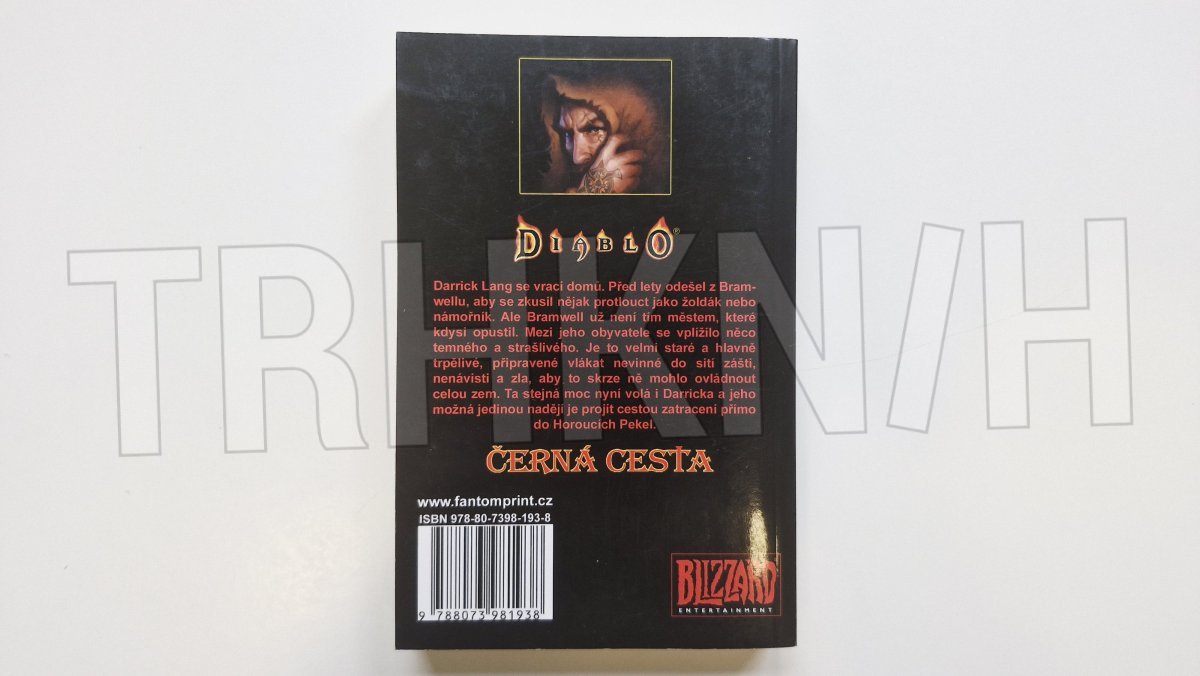 DIABLO®
Darrick Lang se vrací domů. Před lety odešel z Bram-
wellu, aby se zkusil nějak protlouct jako žoldák nebo
námořník. Ale Bramwell už není tím městem, které
kdysi opustil. Mezi jeho obyvatele se vplížilo něco
temného a strašlivého. Je to velmi staré a hlavně
trpělivé, připravené vlákat nevinné do sítí zášti,
nenávisti a zla, aby to skrze ně mohlo ovládnout
celou zem. Ta stejná moc nyní volá i Darricka a jeho
možná jedinou nadějí je projít cestou zatracení přímo
do Horoucích Pekel.
ČERNÁ CESTA
www.fantomprint.cz
ISBN 978-80-7398-193-8
9 788073 981938
BLIZZARD
ENTERTAINMENT
TRHKN/H